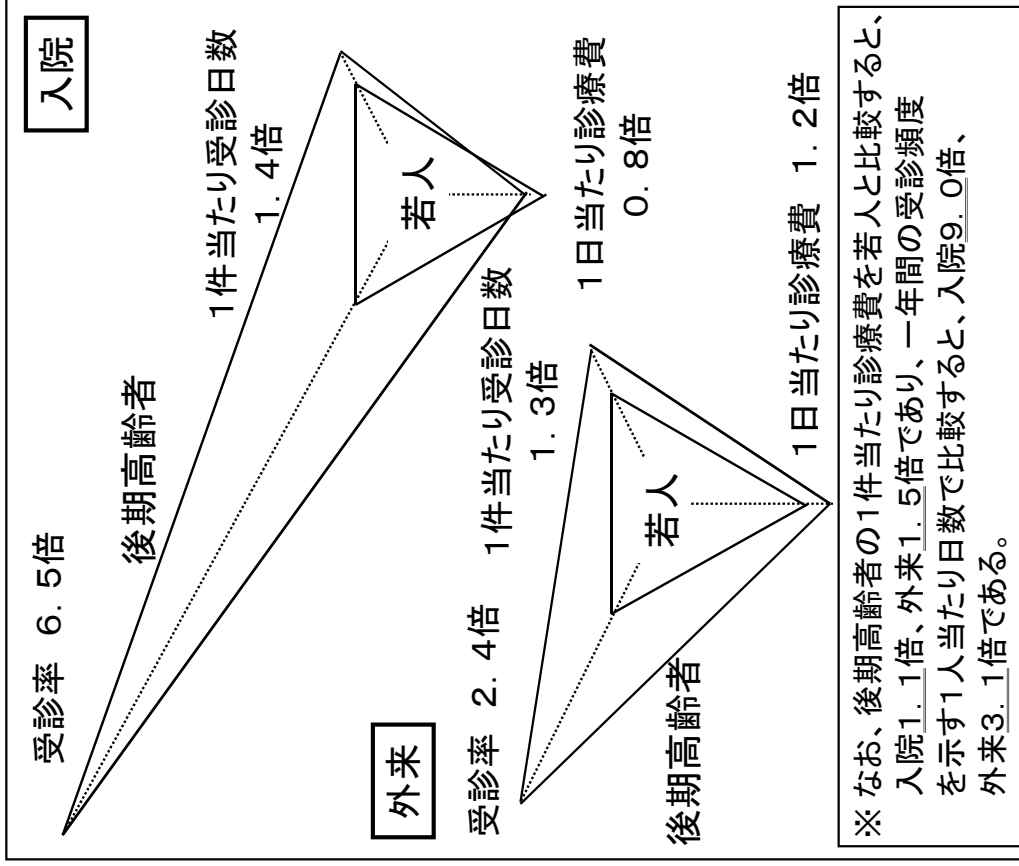 入院
受診率 6.5倍
後期高齢者
1件当たり受診日数
1.4倍
若人
1日当たり診療費
0.8倍
外来
受診率 2.4倍
1件当たり受診日数
1.3倍
若人
後期高齢者
1日当たり診療費 1.2倍
※ なお、後期高齢者の1件当たり診療費を若人と比較すると、
入院1.1倍、外来1.5倍であり、一年間の受診頻度
を示す1人当たり日数で比較すると、入院9.0倍、
外来3.1倍である。